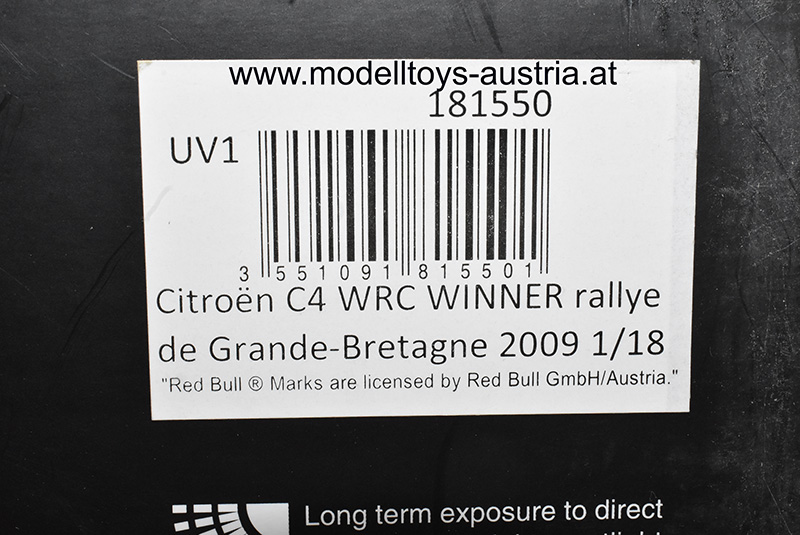 www.modelltoys-austria.at
181550
UV1
3 551091 815501
Citroën C4 WRC WINNER rallye
de Grande-Bretagne 2009 1/18
"Red Bull ® Marks are licensed by Red Bull GmbH/Austria."
Long term exposure to direct